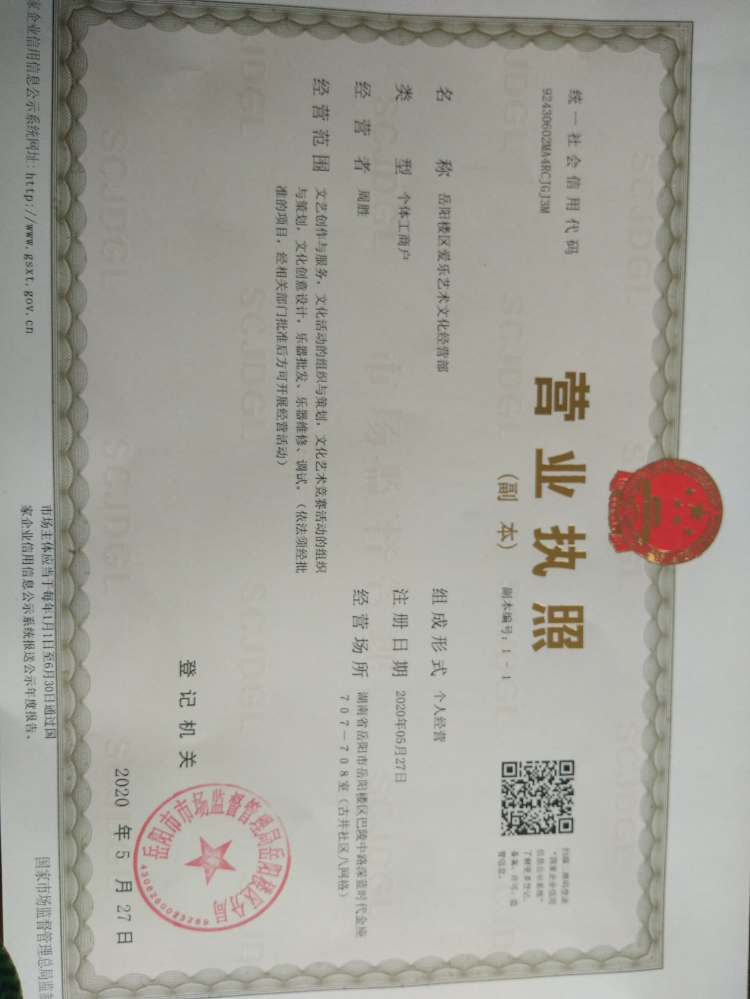 营业执照
（副 本）
副本编号：1－1
统一社会信用代码
92430602MA4RCJGJ3M
扫描二维码登录
“国家企业信用
信息公示系统”
了解更多登记、
备案、许可、监
管信息。
名称 岳阳楼区爱乐艺术文化经营部
类型 个体工商户
经营者 周胜
经营范围 文艺创作与服务，文化活动的组织与策划，文化艺术竞赛活动的组织
与策划，文化创意设计，乐器批发、乐器维修、调试。（依法须经批
准的项目，经相关部门批准后方可开展经营活动）
组成形式 个人经营
注册日期 2020年05月27日
经营场所 湖南省岳阳市岳阳楼区巴陵中路深蓝时代金座
707－708室（古井社区八网格）
登记机关
岳阳市市场监督管理局岳阳楼区分局
4306260023269
2020 年 5 月 27 日
SCJDGL
市场监督管理
家企业信用信息公示系统网址：http://www.gsxt.gov.cn
市场主体应当于每年1月1日至6月30日通过国
家企业信用信息公示系统报送公示年度报告。
国家市场监督管理总局监制